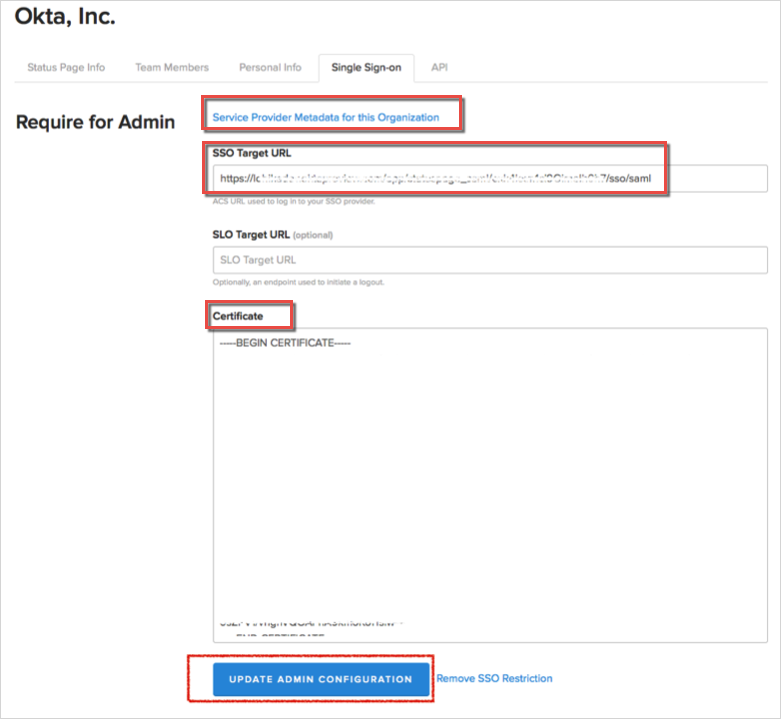 Okta, Inc.
Status Page Info Team Members Personal Info Single Sign-on API
Require for Admin
Service Provider Metadata for this Organization
SSO Target URL
/sso/saml
ACS URL used to log in to your SSO provider.
SLO Target URL (optional)
SLO Target URL
Optionally, an endpoint used to initiate a logout.
Certificate
-----BEGIN CERTIFICATE-----
UPDATE ADMIN CONFIGURATION Remove SSO Restriction